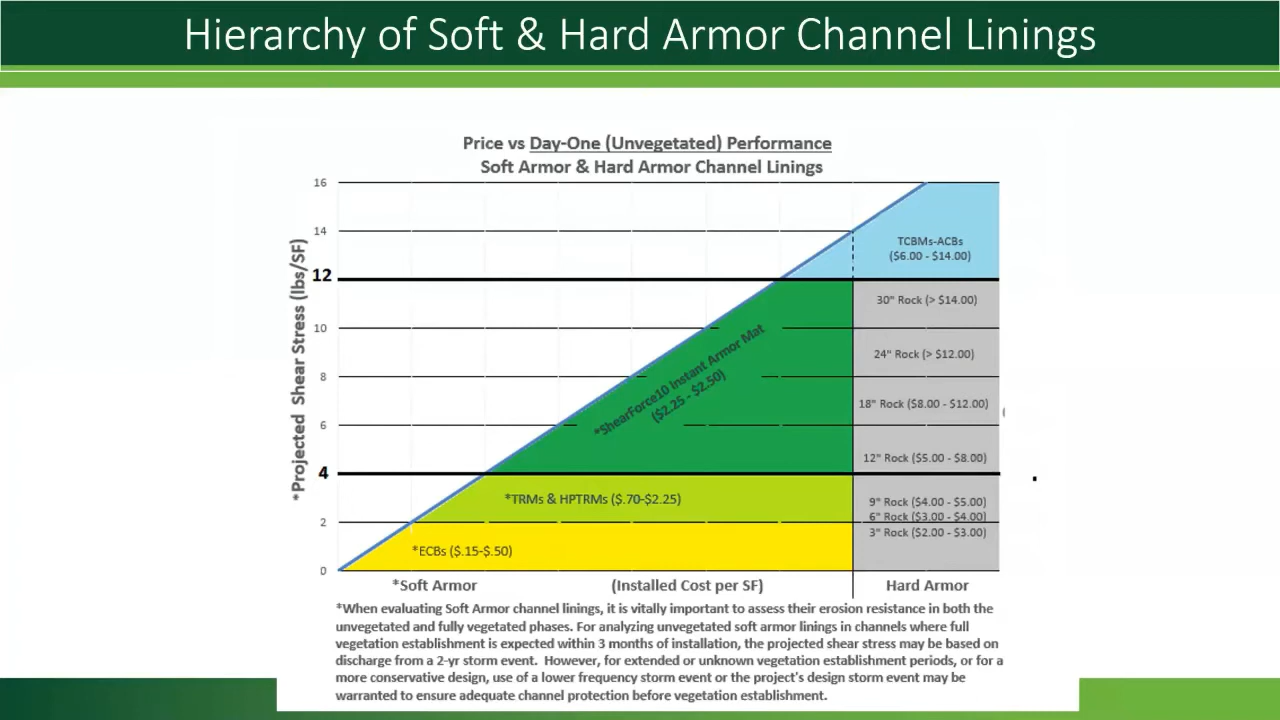 Hierarchy of Soft & Hard Armor Channel Linings
Price vs Day-One (Unvegetated) Performance
Soft Armor & Hard Armor Channel Linings
*Projected Shear Stress (lbs/SF)
16
14
12
10
8
6
4
2
0
TCBMs-ACBs
($6.00 - $14.00)
30" Rock (> $14.00)
24" Rock (> $12.00)
18" Rock ($8.00 - $12.00)
12" Rock ($5.00 - $8.00)
9" Rock ($4.00 - $5.00)
6" Rock ($3.00 - $4.00)
3" Rock ($2.00 - $3.00)
*ShearForce10 Instant Armor Mat
($2.25 - $2.50)
*TRMs & HPTRMs ($.70-$2.25)
*ECBs ($.15-$.50)
*Soft Armor
(Installed Cost per SF)
Hard Armor
*When evaluating Soft Armor channel linings, it is vitally important to assess their erosion resistance in both the
unvegetated and fully vegetated phases. For analyzing unvegetated soft armor linings in channels where full
vegetation establishment is expected within 3 months of installation, the projected shear stress may be based on
discharge from a 2-yr storm event. However, for extended or unknown vegetation establishment periods, or for a
more conservative design, use of a lower frequency storm event or the project's design storm event may be
warranted to ensure adequate channel protection before vegetation establishment.